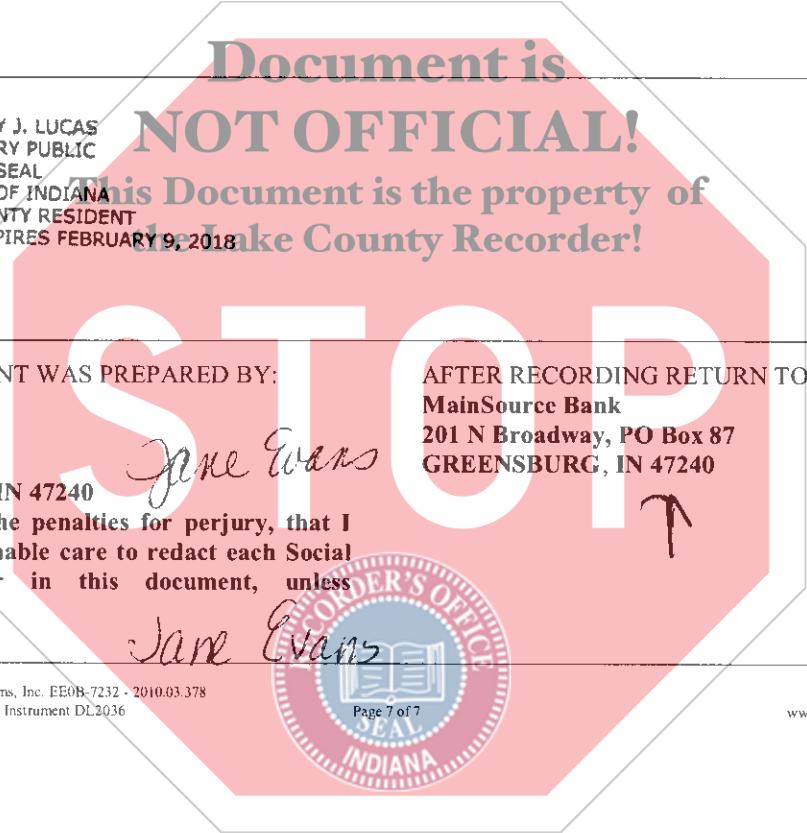 Document is
NOT OFFICIAL!
This Document is the property of
the Lake County Recorder!
STOP
Y J. LUCAS
RY PUBLIC
SEAL
OF INDIANA
NTY RESIDENT
PIRES FEBRUARY 9, 2018
NT WAS PREPARED BY:
Jane Evans
IN 47240
he penalties for perjury, that I
nable care to redact each Social
r in this document, unless
Jane Evans
AFTER RECORDING RETURN TO
MainSource Bank
201 N Broadway, PO Box 87
GREENSBURG, IN 47240
RECORDER'S OFFICE
SEAL
INDIANA
ms, Inc. EE0B-7232 - 2010.03.378
Instrument DL2036
Page 7 of 7
ww